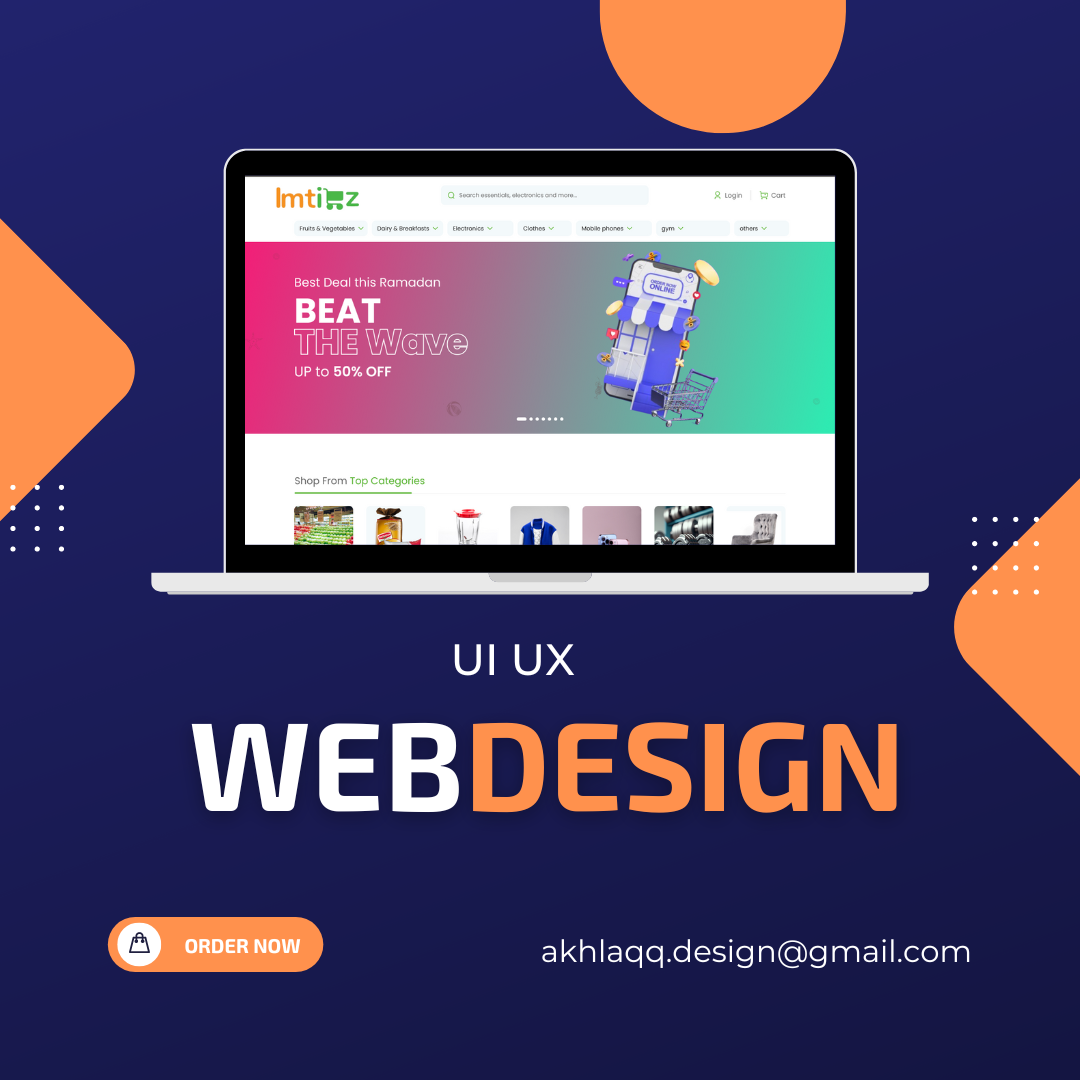 Imtiaz
Search essentials, electronics and more...
Login
Cart
Fruits & Vegetables
Dairy & Breakfasts
Electronics
Clothes
Mobile phones
gym
others
Best Deal this Ramadan
BEAT
THE Wave
UP to 50% OFF
ORDER NOW
ONLINE
Shop From Top Categories
UI UX
WEBDESIGN
ORDER NOW
akhlaqq.design@gmail.com